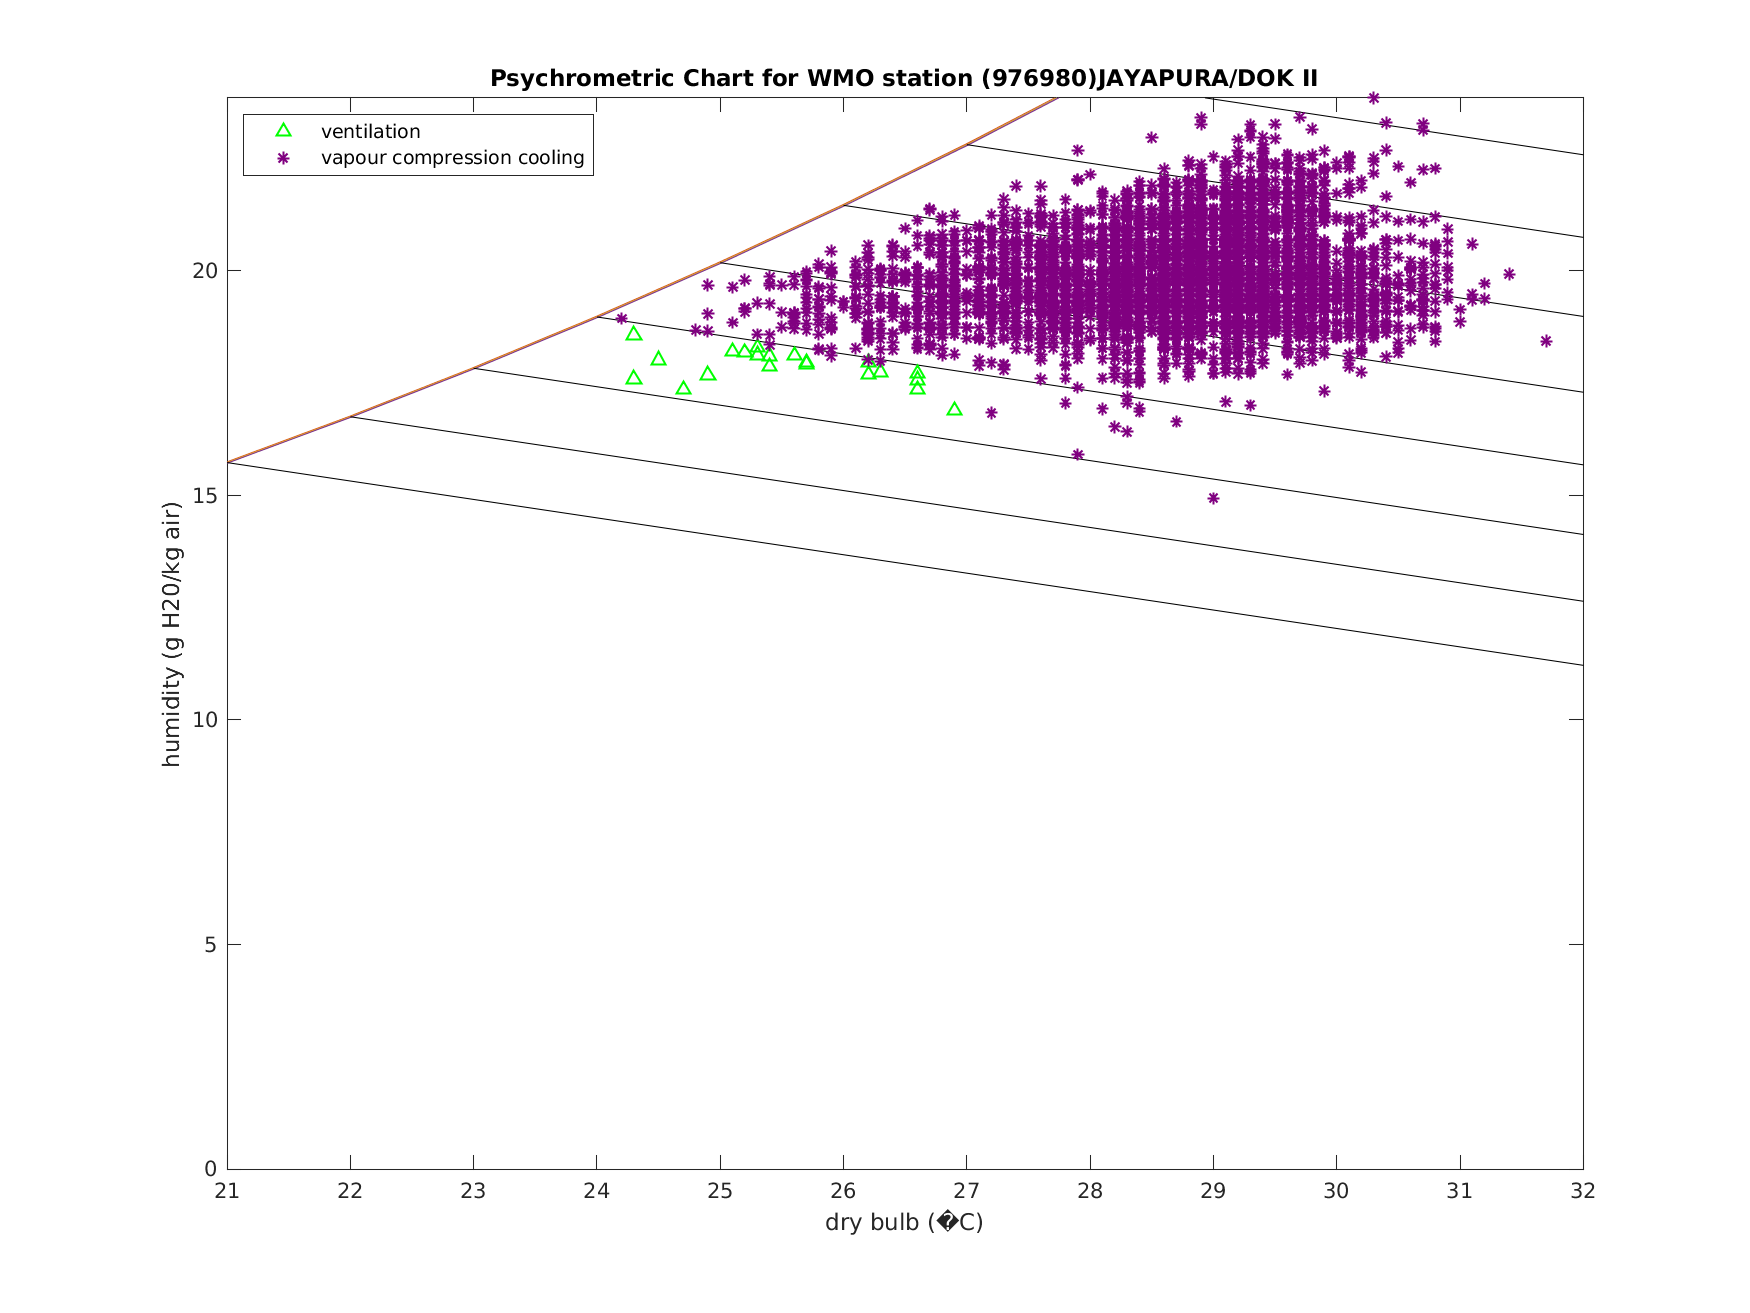 Psychrometric Chart for WMO station (976980)JAYAPURA/DOK II
ventilation
vapour compression cooling
humidity (g H20/kg air)
20
15
10
5
0
21 22 23 24 25 26 27 28 29 30 31 32
dry bulb (�C)